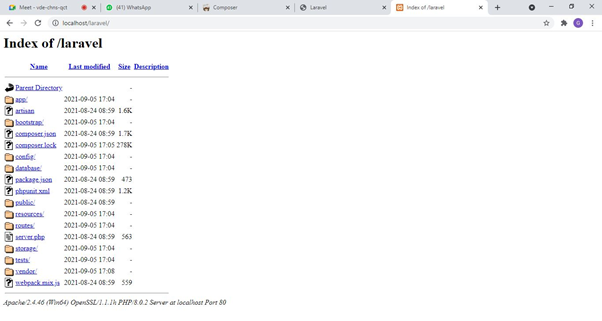 Meet - vde-chns-qct
(41) WhatsApp
Composer
Laravel
Index of /laravel
localhost/laravel/
G
Index of /laravel
Name Last modified Size Description
Parent Directory -
app/ 2021-09-05 17:04 -
artisan 2021-08-24 08:59 1.6K
bootstrap/ 2021-09-05 17:04 -
composer.json 2021-08-24 08:59 1.7K
composer.lock 2021-09-05 17:05 278K
config/ 2021-09-05 17:04 -
database/ 2021-09-05 17:04 -
package.json 2021-08-24 08:59 473
phpunit.xml 2021-08-24 08:59 1.2K
public/ 2021-08-24 08:59 -
resources/ 2021-09-05 17:04 -
routes/ 2021-09-05 17:04 -
server.php 2021-08-24 08:59 563
storage/ 2021-09-05 17:04 -
tests/ 2021-09-05 17:04 -
vendor/ 2021-09-05 17:08 -
webpack.mix.js 2021-08-24 08:59 559
Apache/2.4.46 (Win64) OpenSSL/1.1.1h PHP/8.0.2 Server at localhost Port 80